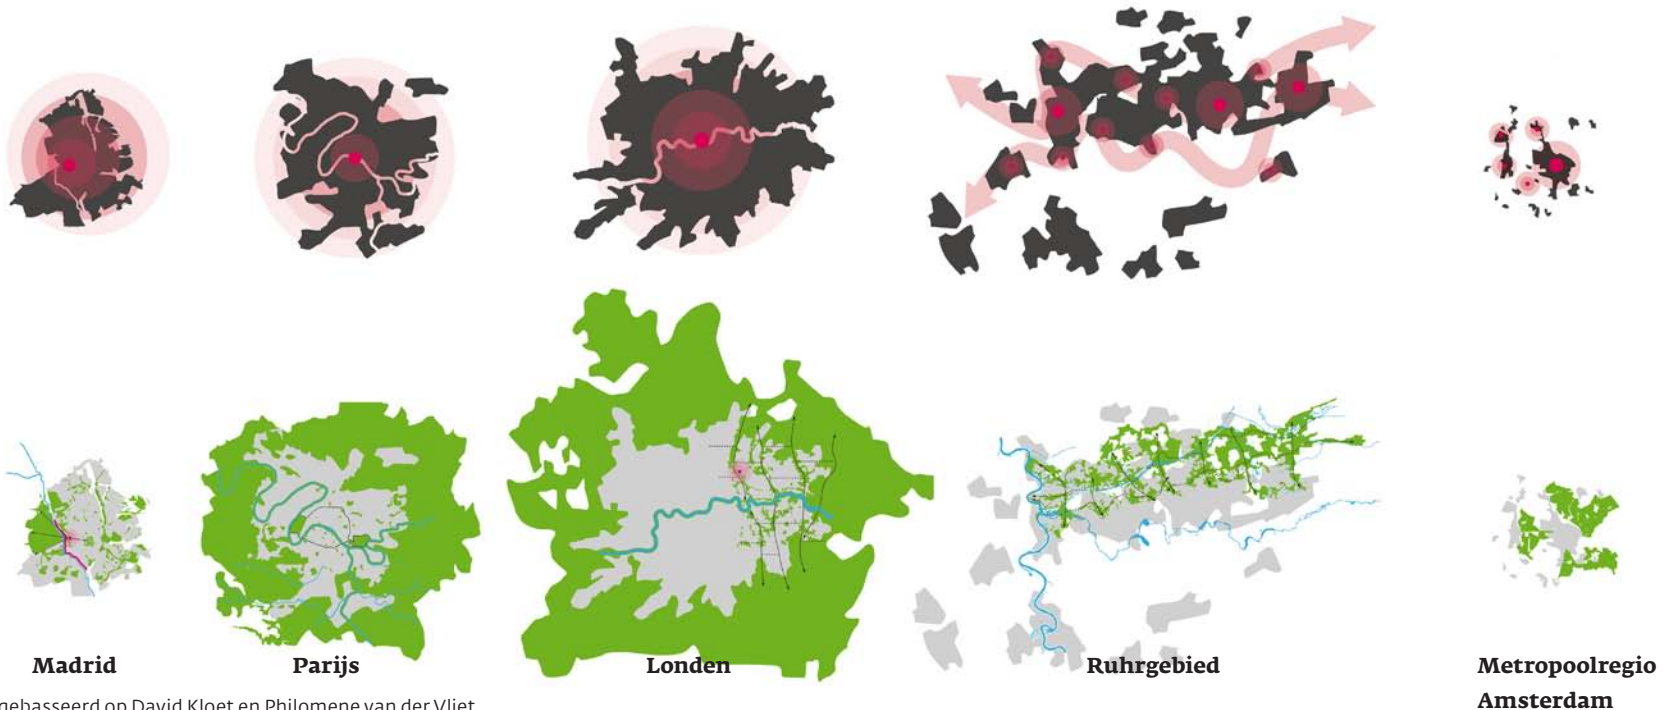 Madrid
Parijs
Londen
Ruhrgebied
Metropoolregio
Amsterdam
gebasseerd op David Kloet en Philomene van der Vliet